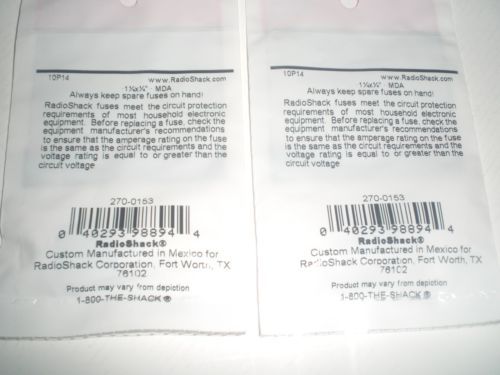 10P14 www.RadioShack.com
1¼x¼" MDA
Always keep spare fuses on hand!
RadioShack fuses meet the circuit protection
requirements of most household electronic
equipment. Before replacing a fuse, check the
equipment manufacturer's recommendations
to ensure that the amperage rating on the fuse
is the same as the circuit requirements and the
voltage rating is equal to or greater than the
circuit voltage
270-0153
0 40293 98894 4
RadioShack®
Custom Manufactured in Mexico for
RadioShack Corporation, Fort Worth, TX
76102
Product may vary from depiction
1-800-THE-SHACK®
10P14 www.RadioShack.com
1¼x¼" MDA
Always keep spare fuses on hand!
RadioShack fuses meet the circuit protection
requirements of most household electronic
equipment. Before replacing a fuse, check the
equipment manufacturer's recommendations
to ensure that the amperage rating on the fuse
is the same as the circuit requirements and the
voltage rating is equal to or greater than the
circuit voltage
270-0153
0 40293 98894 4
RadioShack®
Custom Manufactured in Mexico for
RadioShack Corporation, Fort Worth, TX
76102
Product may vary from depiction
1-800-THE-SHACK®